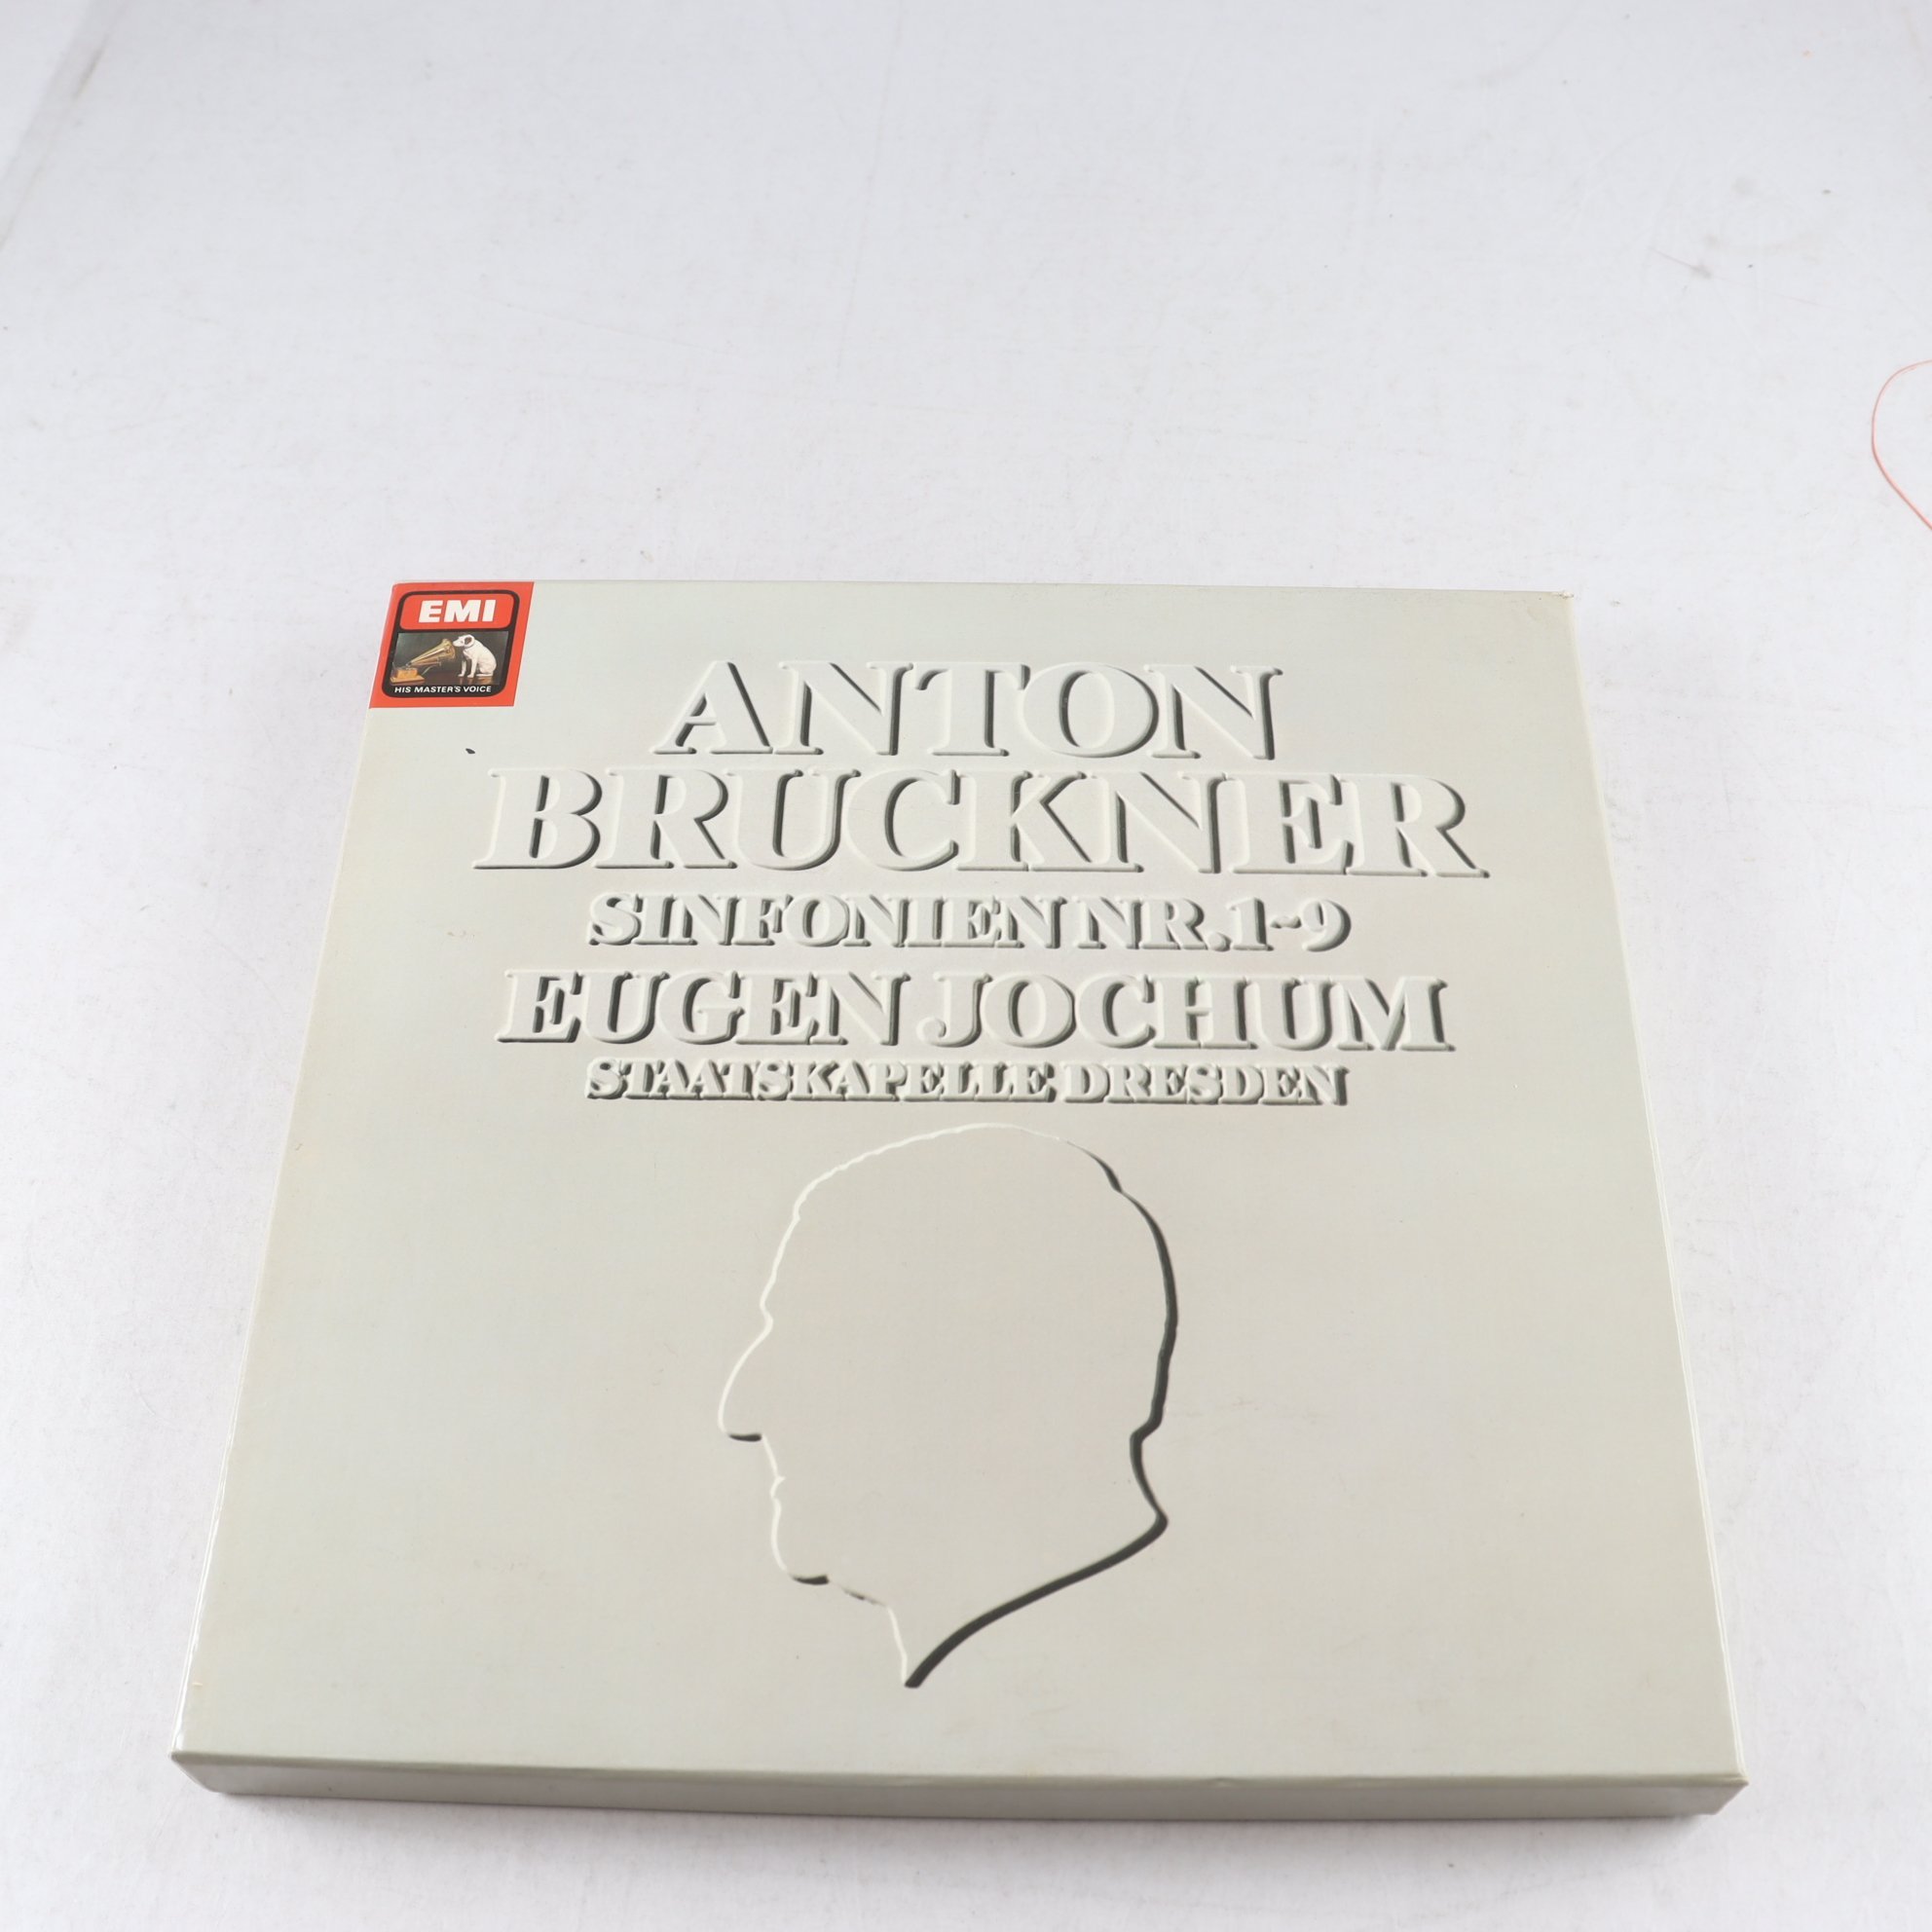 EMI
HIS MASTER'S VOICE
ANTON
BRUCKNER
SINFONIEN NR.1-9
EUGEN JOCHUM
STAATSKAPELLE DRESDEN